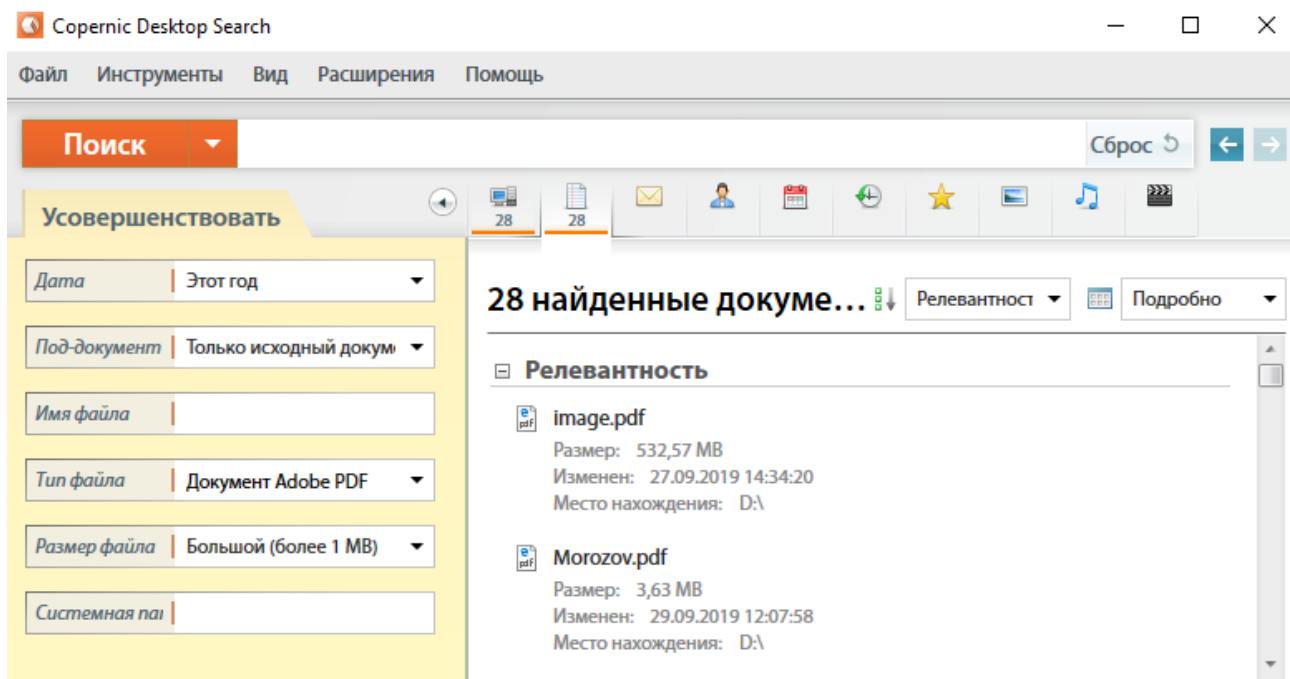 Copernic Desktop Search
Файл Инструменты Вид Расширения Помощь
Поиск Сброс
Усовершенствовать 28 28
Дата Этот год
28 найденные докуме... Релевантност Подробно
Под-документ Только исходный докум
Релевантность
Имя файла
image.pdf
Размер: 532,57 MB
Изменен: 27.09.2019 14:34:20
Место нахождения: D:\
Тип файла Документ Adobe PDF
Размер файла Большой (более 1 MB)
Morozov.pdf
Размер: 3,63 MB
Изменен: 29.09.2019 12:07:58
Место нахождения: D:\
Системная пап